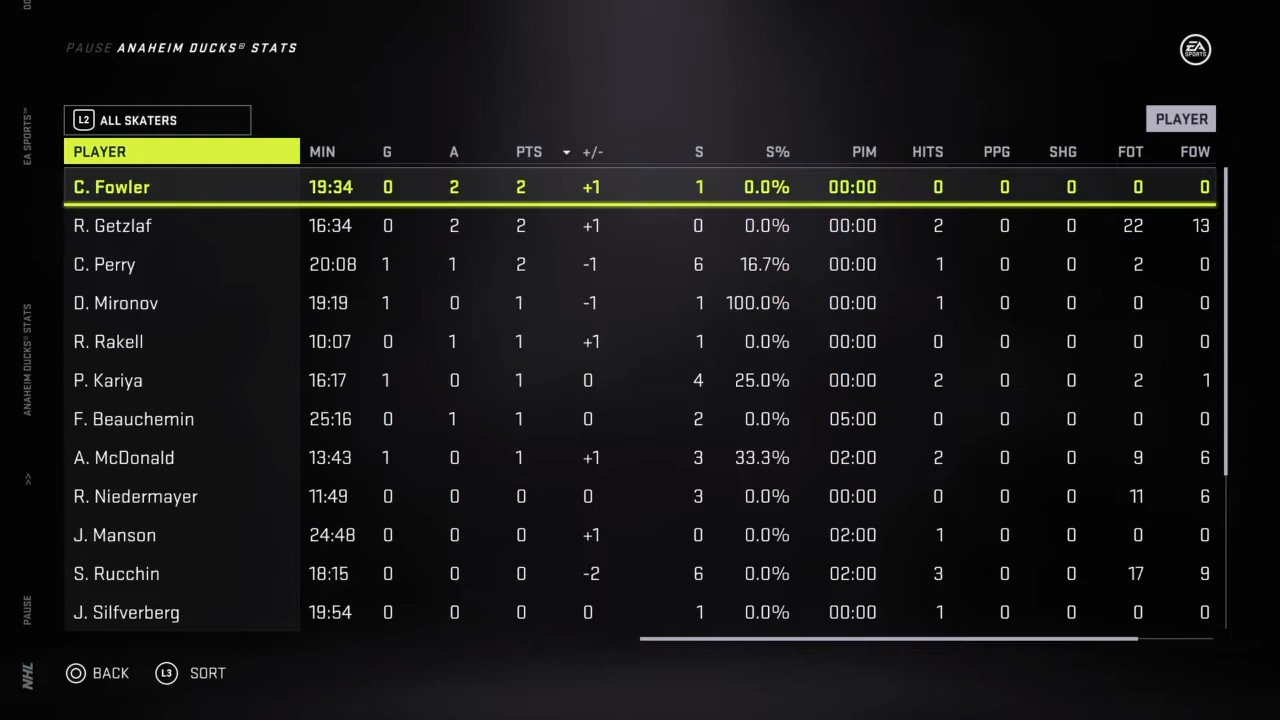 PAUSE ANAHEIM DUCKS® STATS
EA SPORTS
L2 ALL SKATERS
PLAYER
PLAYER MIN G A PTS +/- S S% PIM HITS PPG SHG FOT FOW
C. Fowler 19:34 0 2 2 +1 1 0.0% 00:00 0 0 0 0 0
R. Getzlaf 16:34 0 2 2 +1 0 0.0% 00:00 2 0 0 22 13
C. Perry 20:08 1 1 2 -1 6 16.7% 00:00 1 0 0 2 0
D. Mironov 19:19 1 0 1 -1 1 100.0% 00:00 1 0 0 0 0
R. Rakell 10:07 0 1 1 +1 1 0.0% 00:00 0 0 0 0 0
P. Kariya 16:17 1 0 1 0 4 25.0% 00:00 2 0 0 2 1
F. Beauchemin 25:16 0 1 1 0 2 0.0% 05:00 0 0 0 0 0
A. McDonald 13:43 1 0 1 +1 3 33.3% 02:00 2 0 0 9 6
R. Niedermayer 11:49 0 0 0 0 3 0.0% 00:00 0 0 0 11 6
J. Manson 24:48 0 0 0 +1 0 0.0% 02:00 1 0 0 0 0
S. Rucchin 18:15 0 0 0 -2 6 0.0% 02:00 3 0 0 17 9
J. Silfverberg 19:54 0 0 0 0 1 0.0% 00:00 1 0 0 0 0
BACK L3 SORT
NHL
PAUSE
>>
ANAHEIM DUCKS® STATS
EA SPORTS™